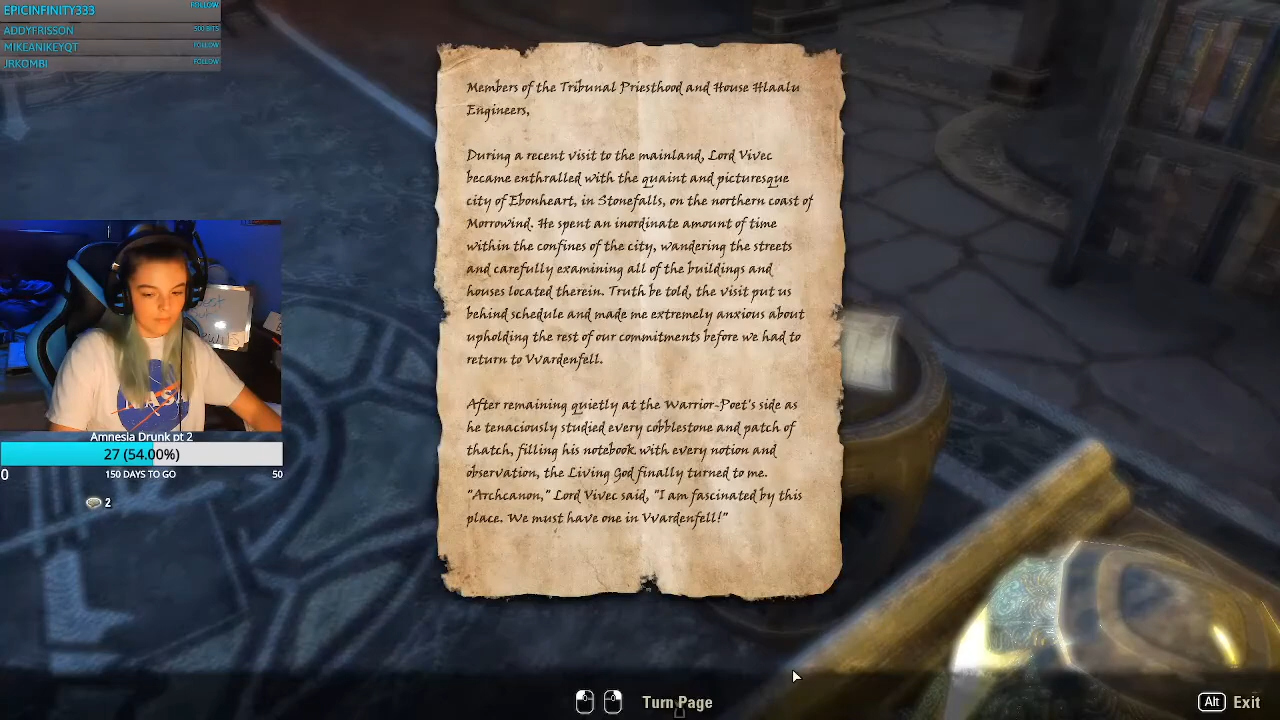 EPICINFINITY333
FOLLOW
ADDYFRISSON
500 BITS
MIKEANIKEYQT
FOLLOW
JRKOMBI
FOLLOW
Members of the Tribunal Priesthood and House Hlaalu
Engineers,
During a recent visit to the mainland, Lord Vivec
became enthralled with the quaint and picturesque
city of Ebonheart, in Stonefalls, on the northern coast of
Morrowind. He spent an inordinate amount of time
within the confines of the city, wandering the streets
and carefully examining all of the buildings and
houses located therein. Truth be told, the visit put us
behind schedule and made me extremely anxious about
upholding the rest of our commitments before we had to
return to Vvardenfell.
After remaining quietly at the Warrior-Poet's side as
he tenaciously studied every cobblestone and patch of
thatch, filling his notebook with every notion and
observation, the Living God finally turned to me.
"Archcanon," Lord Vivec said, "I am fascinated by this
place. We must have one in Vvardenfell!"
Amnesia Drunk pt 2
27 (54.00%)
0
150 DAYS TO GO
50
2
Turn Page
Alt
Exit